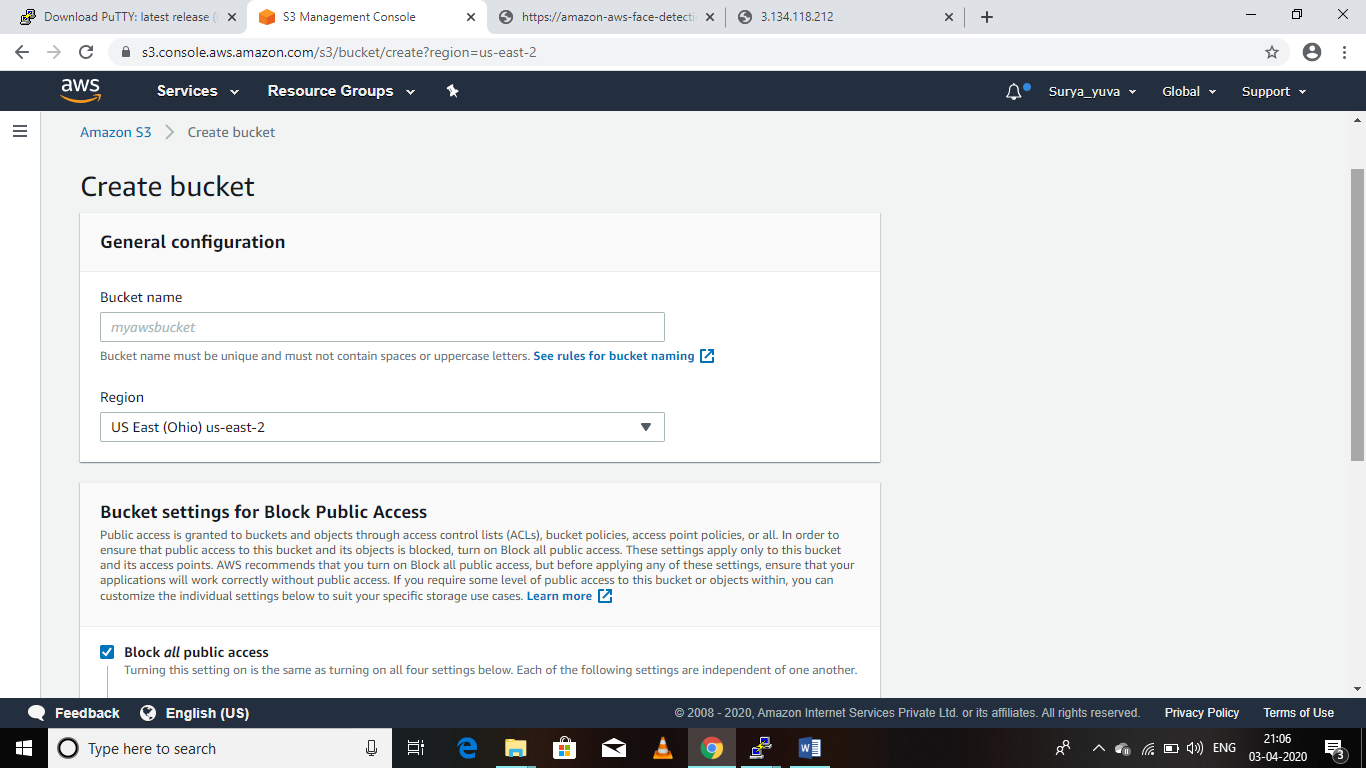 Download PuTTY: latest release (
S3 Management Console
https://amazon-aws-face-detecti
3.134.118.212
s3.console.aws.amazon.com/s3/bucket/create?region=us-east-2
aws
Services
Resource Groups
Surya_yuva
Global
Support
Amazon S3
Create bucket
Create bucket
General configuration
Bucket name
myawsbucket
Bucket name must be unique and must not contain spaces or uppercase letters. See rules for bucket naming
Region
US East (Ohio) us-east-2
Bucket settings for Block Public Access
Public access is granted to buckets and objects through access control lists (ACLs), bucket policies, access point policies, or all. In order to
ensure that public access to this bucket and its objects is blocked, turn on Block all public access. These settings apply only to this bucket
and its access points. AWS recommends that you turn on Block all public access, but before applying any of these settings, ensure that your
applications will work correctly without public access. If you require some level of public access to this bucket or objects within, you can
customize the individual settings below to suit your specific storage use cases. Learn more
Block all public access
Turning this setting on is the same as turning on all four settings below. Each of the following settings are independent of one another.
Feedback
English (US)
© 2008 - 2020, Amazon Internet Services Private Ltd. or its affiliates. All rights reserved.
Privacy Policy
Terms of Use
Type here to search
ENG
21:06
03-04-2020
3